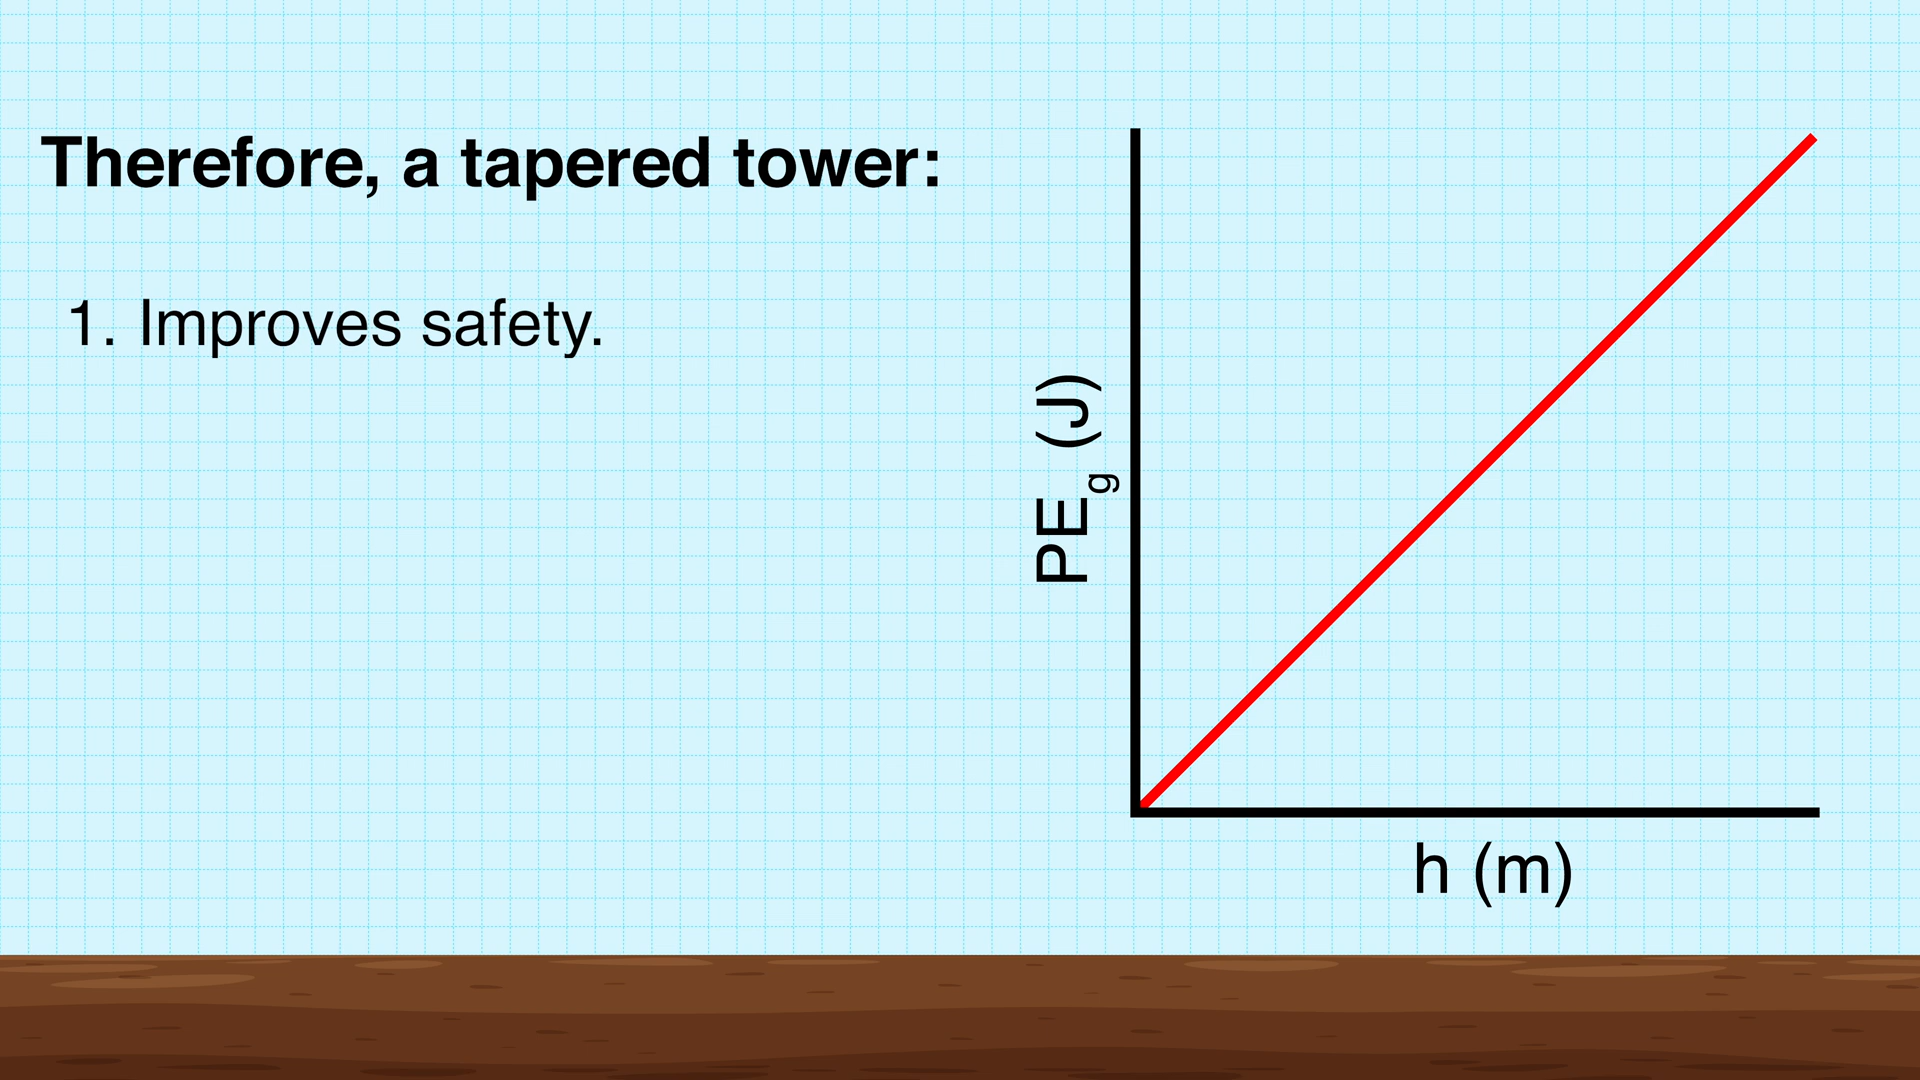 Therefore, a tapered tower:
1. Improves safety.
PEg (J)
h (m)